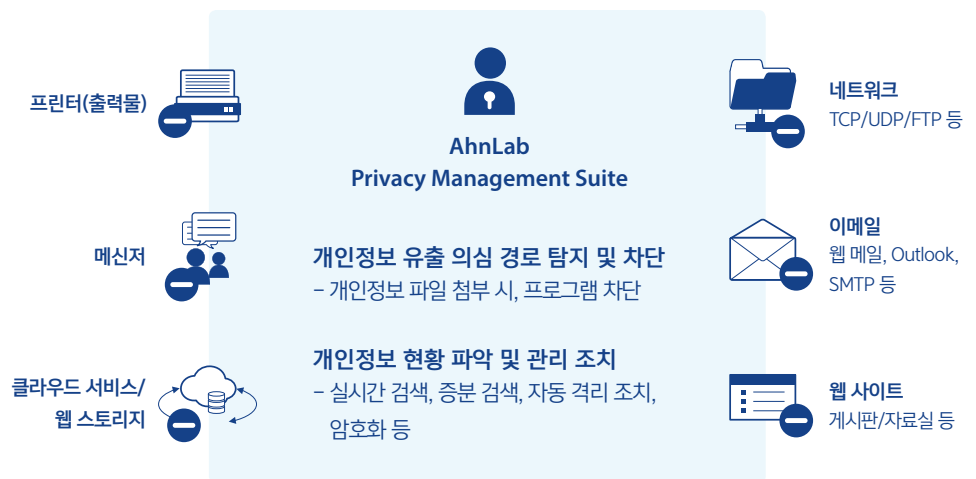 프린터(출력물)
메신저
클라우드 서비스/
웹 스토리지
AhnLab
Privacy Management Suite
개인정보 유출 의심 경로 탐지 및 차단
- 개인정보 파일 첨부 시, 프로그램 차단
개인정보 현황 파악 및 관리 조치
- 실시간 검색, 증분 검색, 자동 격리 조치,
암호화 등
네트워크
TCP/UDP/FTP 등
이메일
웹 메일, Outlook,
SMTP 등
웹 사이트
게시판/자료실 등